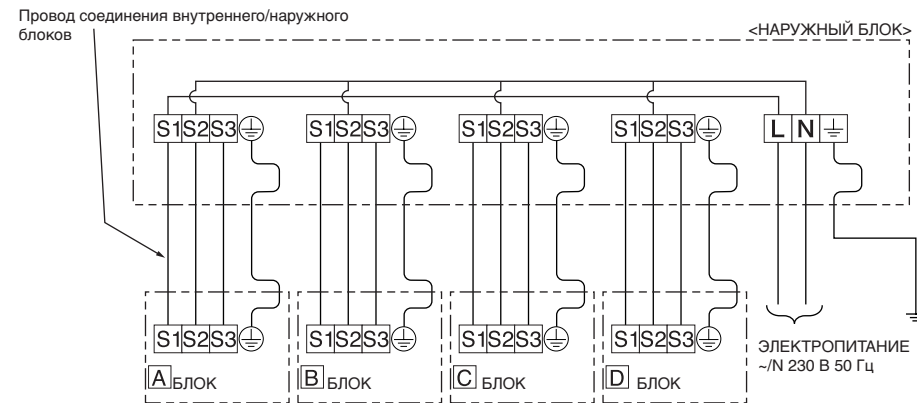 Провод соединения внутреннего/наружного
блоков
<НАРУЖНЫЙ БЛОК>
S1 S2 S3 S1 S2 S3 S1 S2 S3 S1 S2 S3 L N
S1 S2 S3 S1 S2 S3 S1 S2 S3 S1 S2 S3
A БЛОК B БЛОК C БЛОК D БЛОК
ЭЛЕКТРОПИТАНИЕ
~/N 230 В 50 Гц